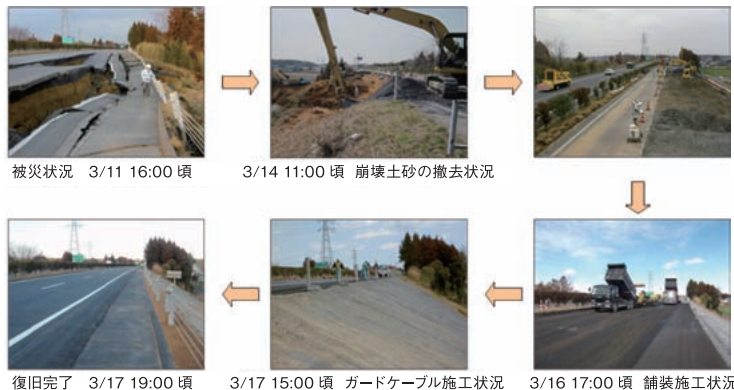 被災状況 3/11 16:00 頃
3/14 11:00 頃 崩壊土砂の撤去状況
3/16 17:00 頃 舗装施工状況
3/17 15:00 頃 ガードケーブル施工状況
復旧完了 3/17 19:00 頃